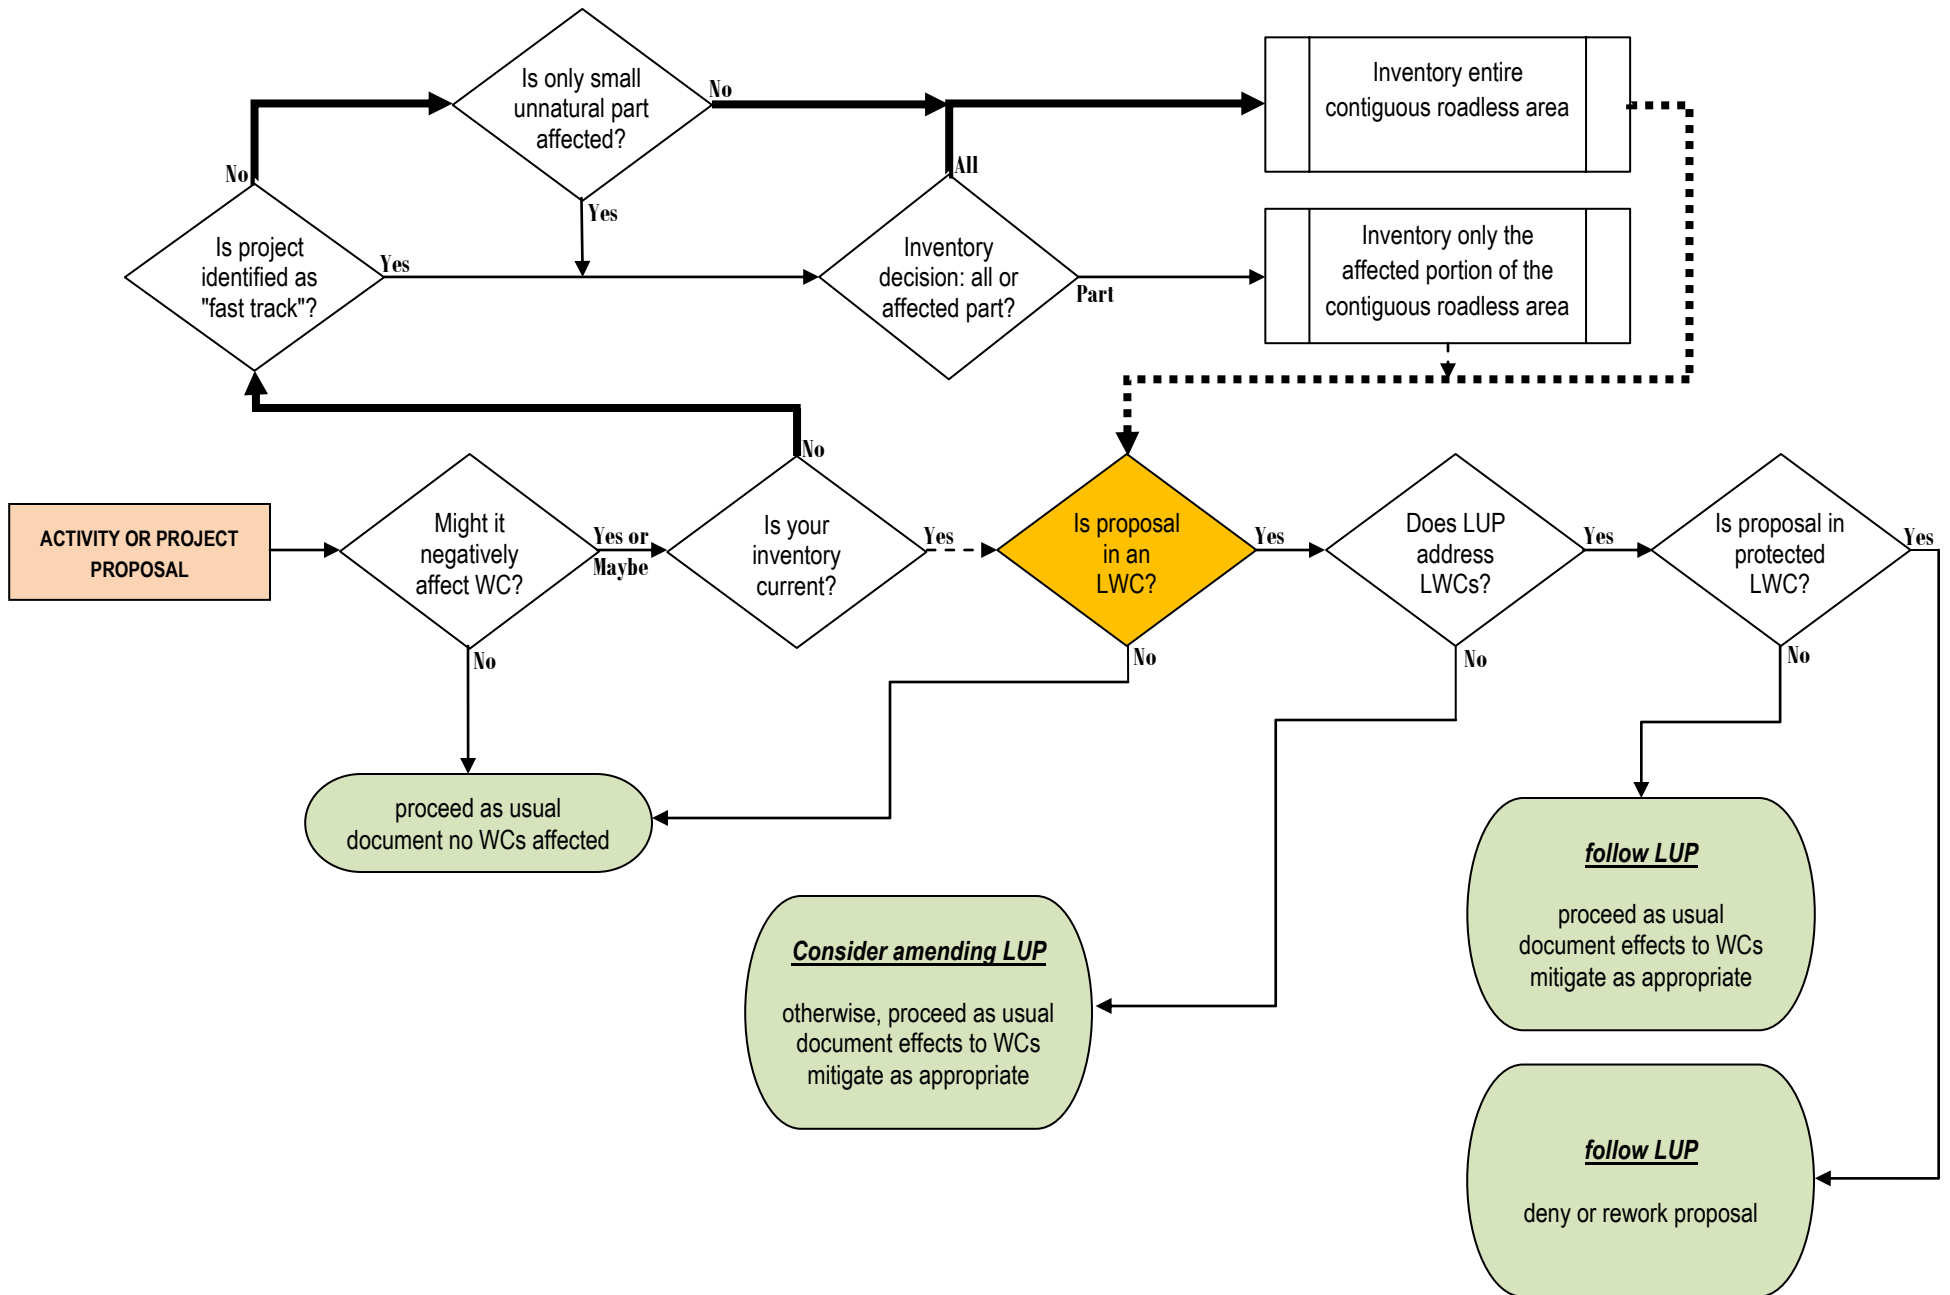 Is only small
unnatural part
affected?
No
Yes
Inventory entire
contiguous roadless area
No
Is project
identified as
"fast track"?
Yes
All
Inventory
decision: all or
affected part?
Part
Inventory only the
affected portion of the
contiguous roadless area
ACTIVITY OR PROJECT
PROPOSAL
Might it
negatively
affect WC?
Yes or
Maybe
No
No
Is your
inventory
current?
Yes
Is proposal
in an
LWC?
Yes
No
Does LUP
address
LWCs?
Yes
No
Is proposal in
protected
LWC?
Yes
No
proceed as usual
document no WCs affected
Consider amending LUP
otherwise, proceed as usual
document effects to WCs
mitigate as appropriate
follow LUP
proceed as usual
document effects to WCs
mitigate as appropriate
follow LUP
deny or rework proposal